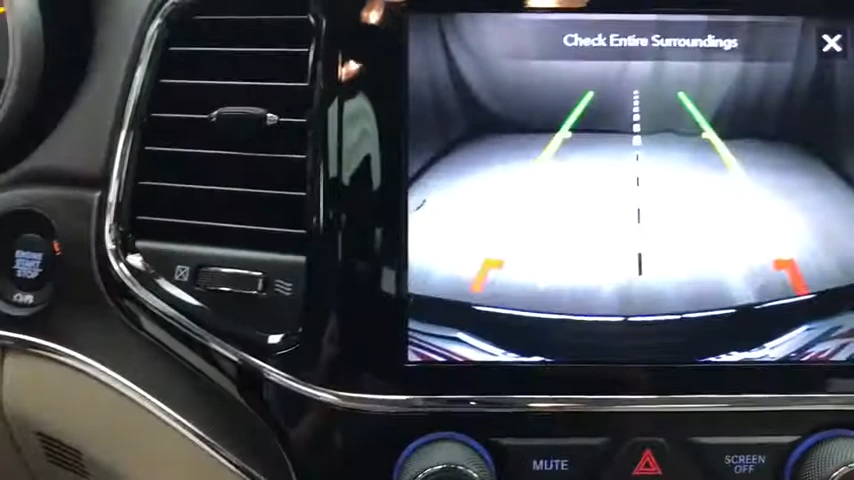 Check Entire Surroundings
ENGINE
START
STOP
MUTE
SCREEN
OFF